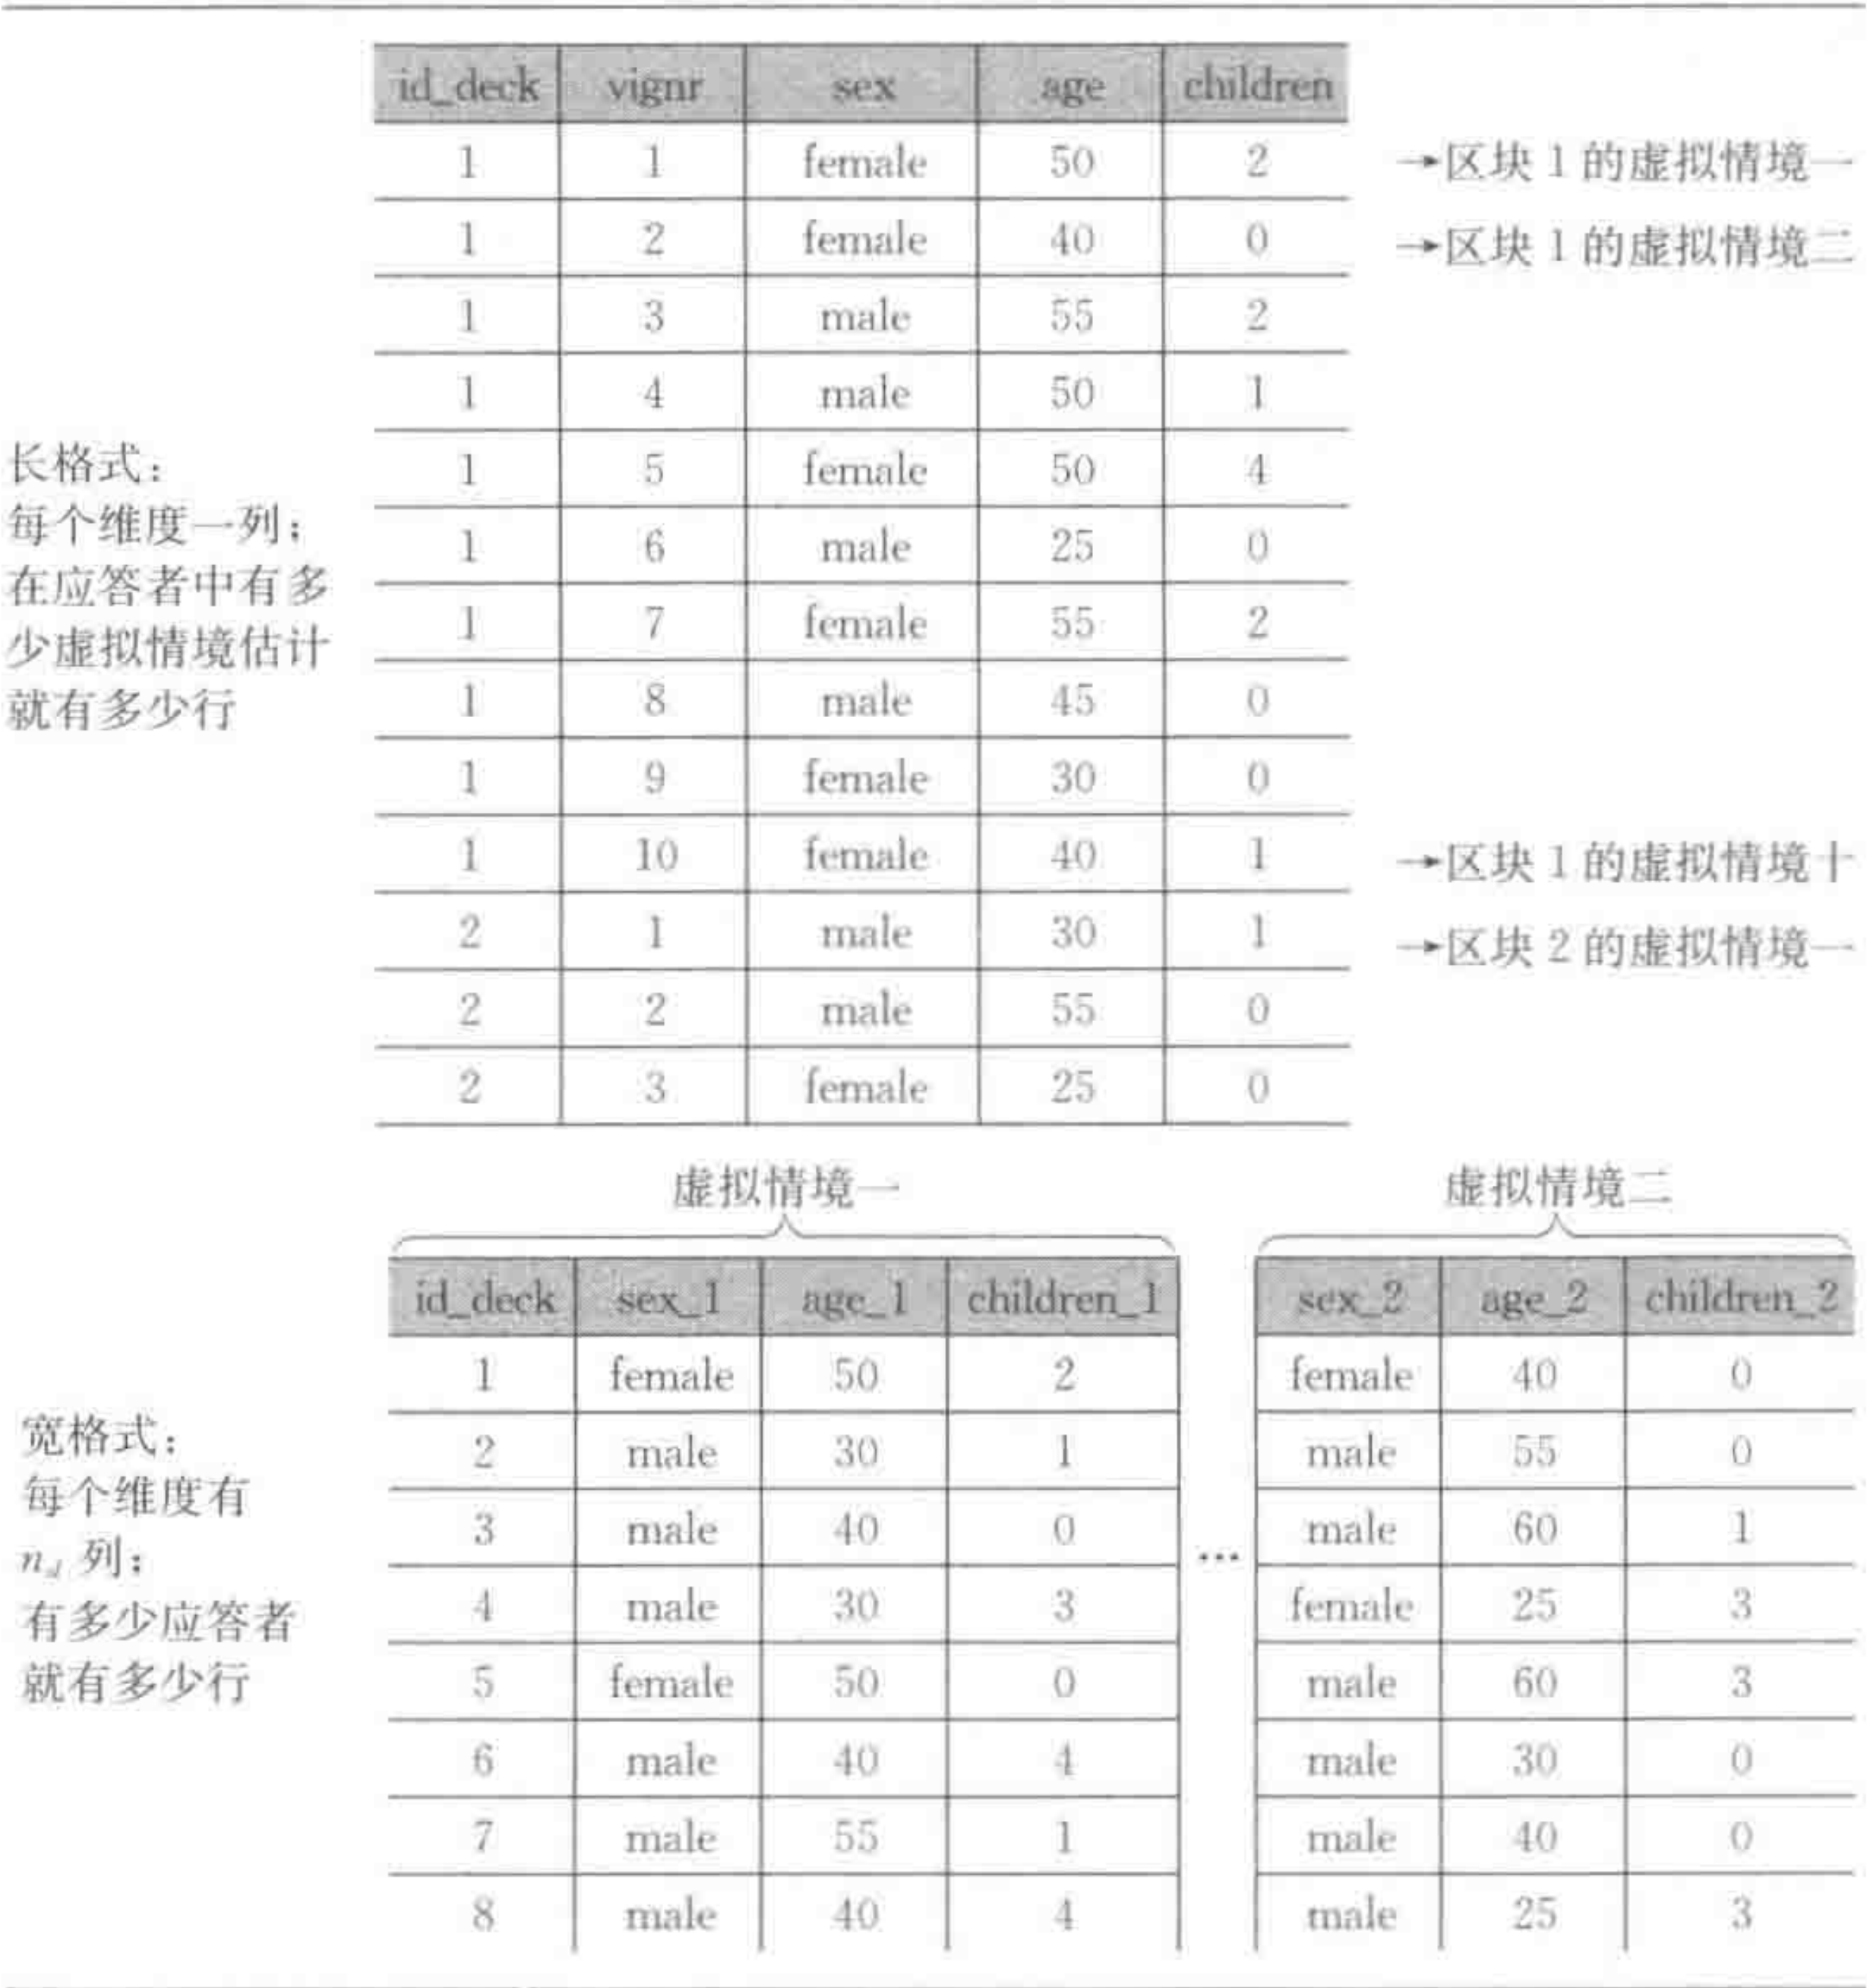 id_deck vignr sex age children
1 1 female 50 2 →区块 1 的虚拟情境一
1 2 female 40 0 →区块 1 的虚拟情境二
1 3 male 55 2
1 4 male 50 1
长格式：
1 5 female 50 4
每个维度一列；
1 6 male 25 0
在应答者中有多
1 7 female 55 2
少虚拟情境估计
就有多少行
1 8 male 45 0
1 9 female 30 0
1 10 female 40 1 →区块 1 的虚拟情境十
2 1 male 30 1 →区块 2 的虚拟情境一
2 2 male 55 0
2 3 female 25 0
虚拟情境一 虚拟情境二
id_deck sex_1 age_1 children_1 sex_2 age_2 children_2
1 female 50 2 female 40 0
宽格式：
2 male 30 1 male 55 0
每个维度有
3 male 40 0 ... male 60 1
n_d 列；
4 male 30 3 female 25 3
有多少应答者
就有多少行
5 female 50 0 male 60 3
6 male 40 4 male 30 0
7 male 55 1 male 40 0
8 male 40 4 male 25 3